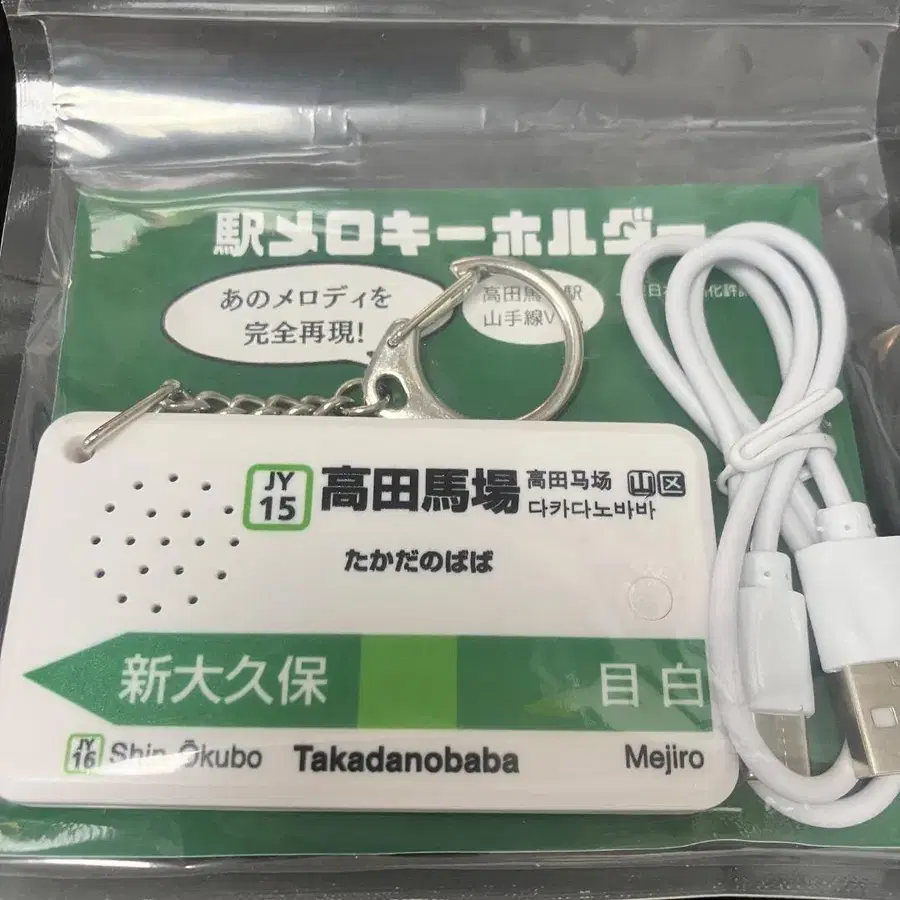 駅メロキーホルダー
あのメロディを
完全再現!
高田馬 駅
山手線V
JY
15
高田馬場
高田马场
다카다노바바
山 区
たかだのばば
新大久保
目白
JY
16
Shin-Ōkubo
Takadanobaba
Mejiro